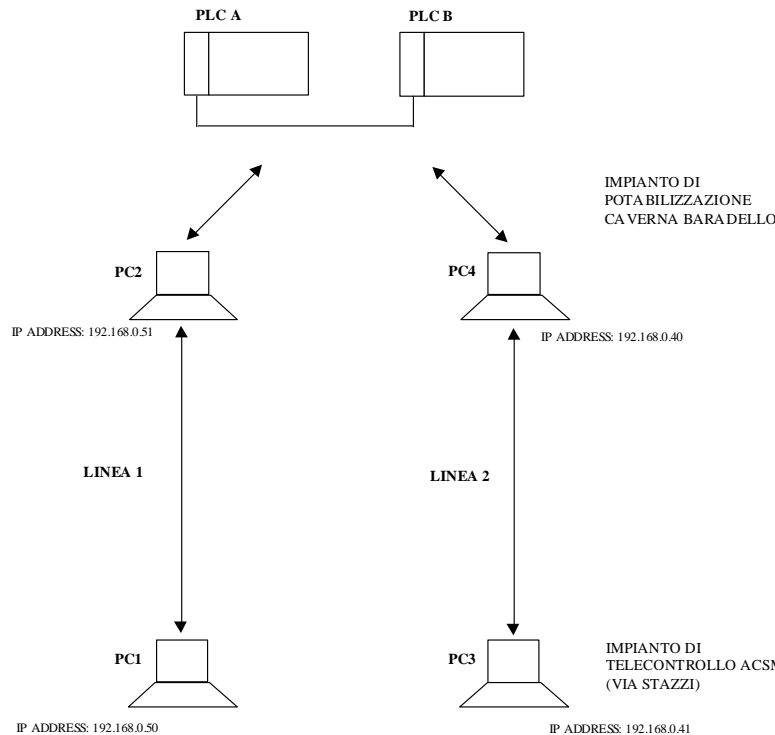 PLC A
PLC B
IMPIANTO DI
POTABILIZZAZIONE
CAVERNA BARADELLO
PC2
PC4
IP ADDRESS: 192.168.0.51
IP ADDRESS: 192.168.0.40
LINEA 1
LINEA 2
IMPIANTO DI
TELECONTROLLO ACSM
(VIA STAZZI)
PC1
PC3
IP ADDRESS: 192.168.0.50
IP ADDRESS: 192.168.0.41